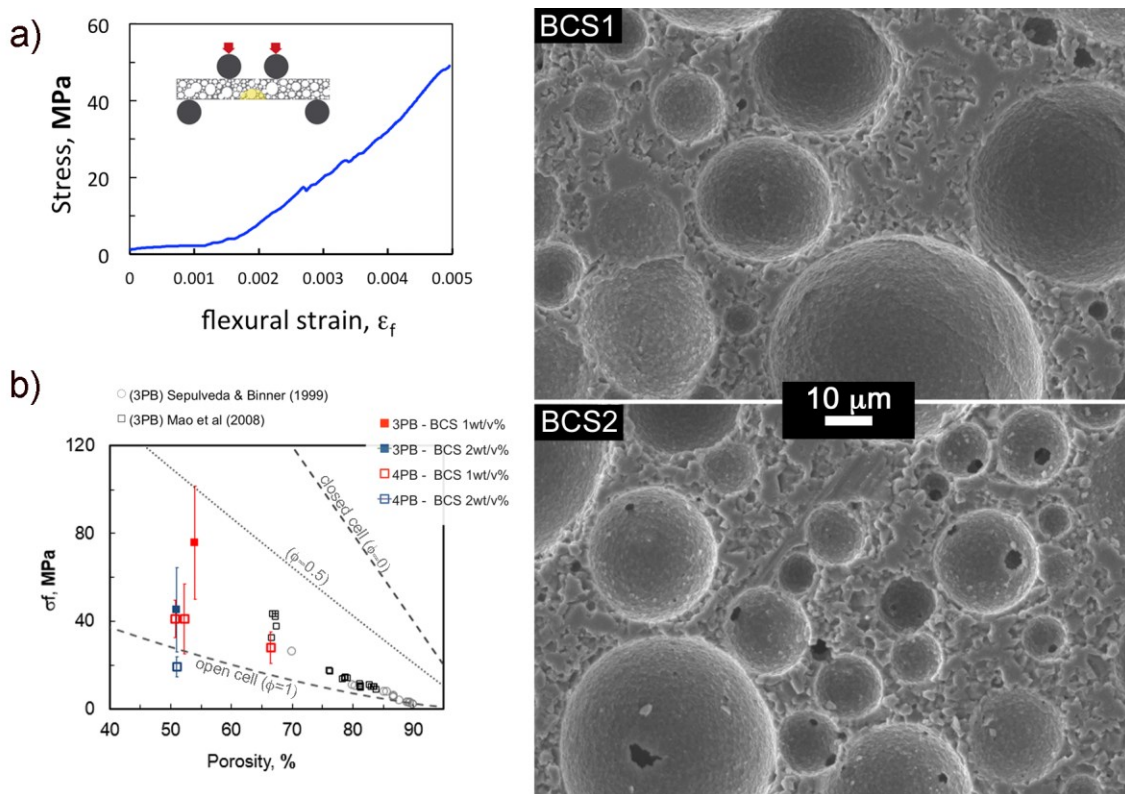 a)
60
40
20
0
Stress, MPa
0 0.001 0.002 0.003 0.004 0.005
flexural strain, εf
b)
(3PB) Sepulveda & Binner (1999)
(3PB) Mao et al (2008)
3PB - BCS 1wt/v%
3PB - BCS 2wt/v%
4PB - BCS 1wt/v%
4PB - BCS 2wt/v%
120
80
40
0
σf, MPa
closed cell (ϕ=0)
(ϕ=0.5)
open cell (ϕ=1)
40 50 60 70 80 90
Porosity, %
BCS1
10 μm
BCS2